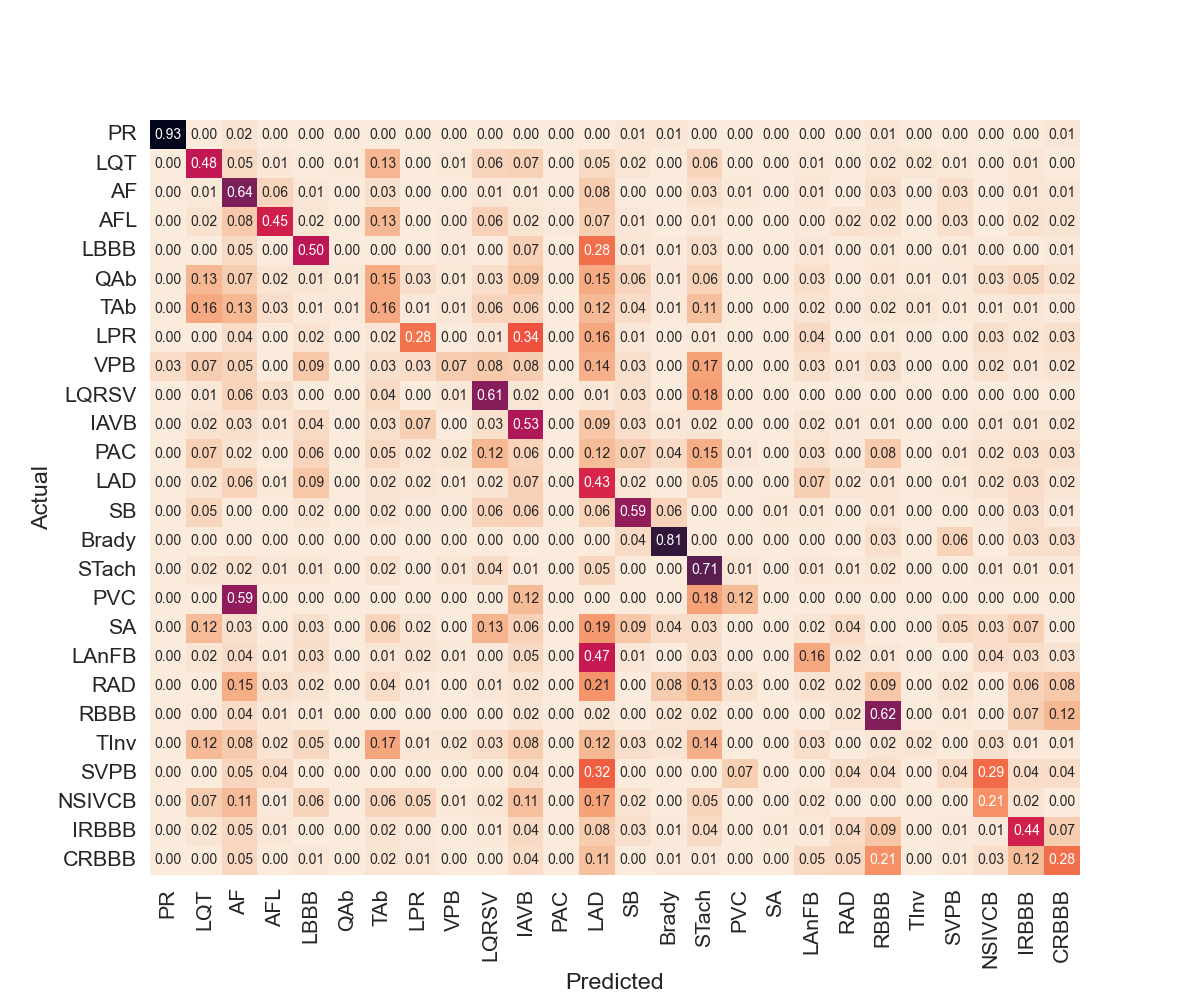 PR 0.93 0.00 0.02 0.00 0.00 0.00 0.00 0.00 0.00 0.00 0.00 0.00 0.00 0.01 0.01 0.00 0.00 0.00 0.00 0.00 0.01 0.00 0.00 0.00 0.00 0.01
LQT 0.00 0.48 0.05 0.01 0.00 0.01 0.13 0.00 0.01 0.06 0.07 0.00 0.05 0.02 0.00 0.06 0.00 0.00 0.01 0.00 0.02 0.02 0.01 0.00 0.01 0.00
AF 0.00 0.01 0.64 0.06 0.01 0.00 0.03 0.00 0.00 0.01 0.01 0.00 0.08 0.00 0.00 0.03 0.01 0.00 0.00 0.01 0.03 0.00 0.03 0.00 0.01 0.01
AFL 0.00 0.02 0.08 0.45 0.02 0.00 0.13 0.00 0.00 0.06 0.02 0.00 0.07 0.01 0.00 0.01 0.00 0.00 0.00 0.02 0.02 0.00 0.03 0.00 0.02 0.02
LBBB 0.00 0.00 0.05 0.00 0.50 0.00 0.00 0.00 0.01 0.00 0.07 0.00 0.28 0.01 0.01 0.03 0.00 0.00 0.01 0.00 0.01 0.00 0.01 0.00 0.00 0.01
QAb 0.00 0.13 0.07 0.02 0.01 0.01 0.15 0.03 0.01 0.03 0.09 0.00 0.15 0.06 0.01 0.06 0.00 0.00 0.01 0.00 0.01 0.01 0.01 0.03 0.05 0.02
TAb 0.00 0.16 0.13 0.03 0.01 0.01 0.16 0.01 0.01 0.06 0.06 0.00 0.12 0.04 0.01 0.11 0.00 0.00 0.01 0.00 0.02 0.01 0.01 0.01 0.01 0.00
LPR 0.00 0.00 0.04 0.00 0.02 0.00 0.02 0.28 0.00 0.01 0.34 0.00 0.16 0.01 0.00 0.01 0.00 0.00 0.04 0.00 0.01 0.00 0.00 0.03 0.02 0.03
VPB 0.03 0.07 0.05 0.00 0.09 0.00 0.03 0.03 0.07 0.08 0.08 0.00 0.14 0.03 0.00 0.17 0.00 0.00 0.03 0.01 0.03 0.00 0.00 0.02 0.01 0.02
LQRSV 0.00 0.01 0.06 0.03 0.00 0.00 0.04 0.00 0.01 0.61 0.02 0.00 0.01 0.03 0.00 0.18 0.00 0.00 0.00 0.00 0.00 0.00 0.00 0.00 0.00 0.00
IAVB 0.00 0.02 0.03 0.01 0.04 0.00 0.03 0.07 0.00 0.03 0.53 0.00 0.09 0.03 0.01 0.02 0.00 0.00 0.02 0.01 0.01 0.00 0.00 0.01 0.01 0.02
PAC 0.00 0.07 0.02 0.00 0.06 0.00 0.05 0.02 0.02 0.12 0.06 0.00 0.12 0.07 0.04 0.15 0.01 0.00 0.03 0.00 0.08 0.00 0.01 0.02 0.03 0.03
LAD 0.00 0.02 0.06 0.01 0.09 0.00 0.02 0.02 0.01 0.02 0.07 0.00 0.43 0.02 0.00 0.05 0.00 0.00 0.07 0.02 0.01 0.00 0.01 0.02 0.03 0.02
SB 0.00 0.05 0.00 0.00 0.02 0.00 0.02 0.00 0.00 0.06 0.06 0.00 0.06 0.59 0.06 0.00 0.00 0.01 0.01 0.00 0.01 0.00 0.00 0.00 0.03 0.01
Brady 0.00 0.00 0.00 0.00 0.00 0.00 0.00 0.00 0.00 0.00 0.00 0.00 0.00 0.04 0.81 0.00 0.00 0.00 0.00 0.00 0.03 0.00 0.06 0.00 0.03 0.03
STach 0.00 0.02 0.02 0.01 0.01 0.00 0.02 0.00 0.01 0.04 0.01 0.00 0.05 0.00 0.00 0.71 0.01 0.00 0.01 0.01 0.02 0.00 0.00 0.01 0.01 0.01
PVC 0.00 0.00 0.59 0.00 0.00 0.00 0.00 0.00 0.00 0.00 0.12 0.00 0.00 0.00 0.00 0.18 0.12 0.00 0.00 0.00 0.00 0.00 0.00 0.00 0.00 0.00
SA 0.00 0.12 0.03 0.00 0.03 0.00 0.06 0.02 0.00 0.13 0.06 0.00 0.19 0.09 0.04 0.03 0.00 0.00 0.02 0.04 0.00 0.00 0.05 0.03 0.07 0.00
LAnFB 0.00 0.02 0.04 0.01 0.03 0.00 0.01 0.02 0.01 0.00 0.05 0.00 0.47 0.01 0.00 0.03 0.00 0.00 0.16 0.02 0.01 0.00 0.00 0.04 0.03 0.03
RAD 0.00 0.00 0.15 0.03 0.02 0.00 0.04 0.01 0.00 0.01 0.02 0.00 0.21 0.00 0.08 0.13 0.03 0.00 0.02 0.02 0.09 0.00 0.02 0.00 0.06 0.08
RBBB 0.00 0.00 0.04 0.01 0.01 0.00 0.00 0.00 0.00 0.00 0.02 0.00 0.02 0.00 0.02 0.02 0.00 0.00 0.00 0.02 0.62 0.00 0.01 0.00 0.07 0.12
TInv 0.00 0.12 0.08 0.02 0.05 0.00 0.17 0.01 0.02 0.03 0.08 0.00 0.12 0.03 0.02 0.14 0.00 0.00 0.03 0.00 0.02 0.02 0.00 0.03 0.01 0.01
SVPB 0.00 0.00 0.05 0.04 0.00 0.00 0.00 0.00 0.00 0.00 0.04 0.00 0.32 0.00 0.00 0.00 0.07 0.00 0.00 0.04 0.04 0.00 0.04 0.29 0.04 0.04
NSIVCB 0.00 0.07 0.11 0.01 0.06 0.00 0.06 0.05 0.01 0.02 0.11 0.00 0.17 0.02 0.00 0.05 0.00 0.00 0.02 0.00 0.00 0.00 0.00 0.21 0.02 0.00
IRBBB 0.00 0.02 0.05 0.01 0.00 0.00 0.02 0.00 0.00 0.01 0.04 0.00 0.08 0.03 0.01 0.04 0.00 0.01 0.01 0.04 0.09 0.00 0.01 0.01 0.44 0.07
CRBBB 0.00 0.00 0.05 0.00 0.01 0.00 0.02 0.01 0.00 0.00 0.04 0.00 0.11 0.00 0.01 0.01 0.00 0.00 0.05 0.05 0.21 0.00 0.01 0.03 0.12 0.28
Actual
PR LQT AF AFL LBBB QAb TAb LPR VPB LQRSV IAVB PAC LAD SB Brady STach PVC SA LAnFB RAD RBBB TInv SVPB NSIVCB IRBBB CRBBB
Predicted